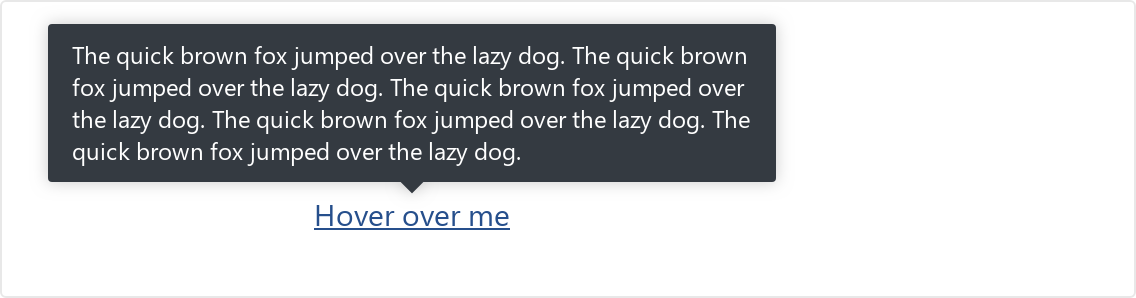 The quick brown fox jumped over the lazy dog. The quick brown
fox jumped over the lazy dog. The quick brown fox jumped over
the lazy dog. The quick brown fox jumped over the lazy dog. The
quick brown fox jumped over the lazy dog.
Hover over me